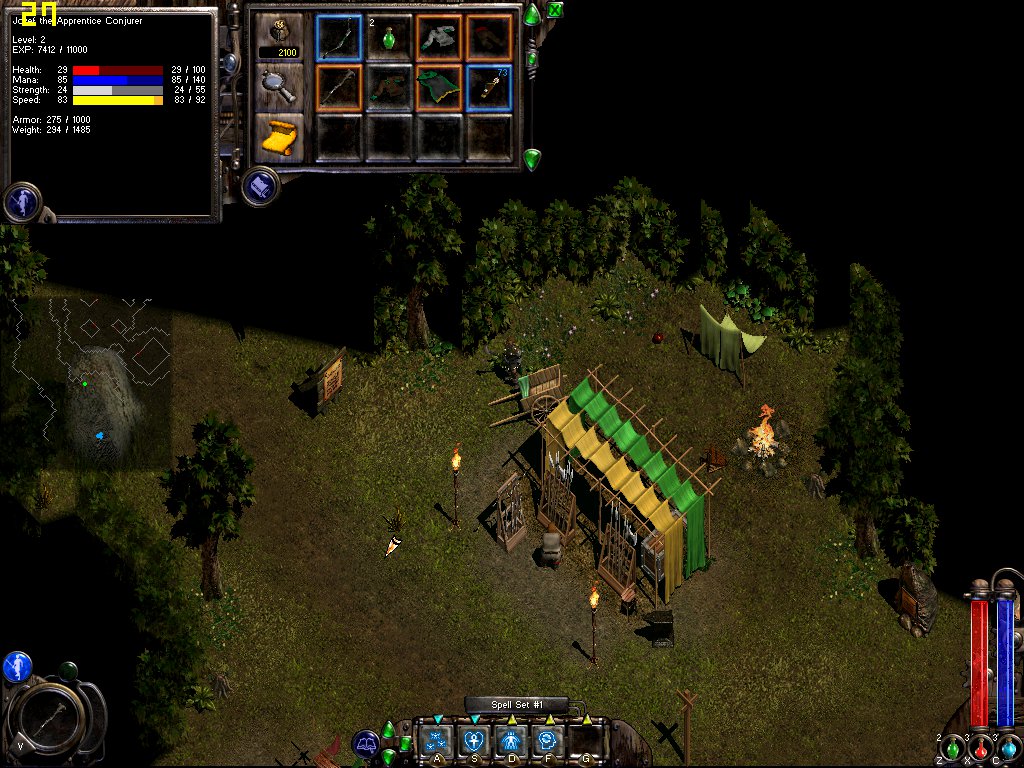 27
Jozef the Apprentice Conjurer
Level: 2
EXP: 7412 / 11000
Health: 29 29 / 100
Mana: 85 85 / 140
Strength: 24 24 / 55
Speed: 83 83 / 92
Armor: 275 / 1000
Weight: 294 / 1485
2100
2
73
Spell Set #1
A S D F G
V
2 3 3
Z X C